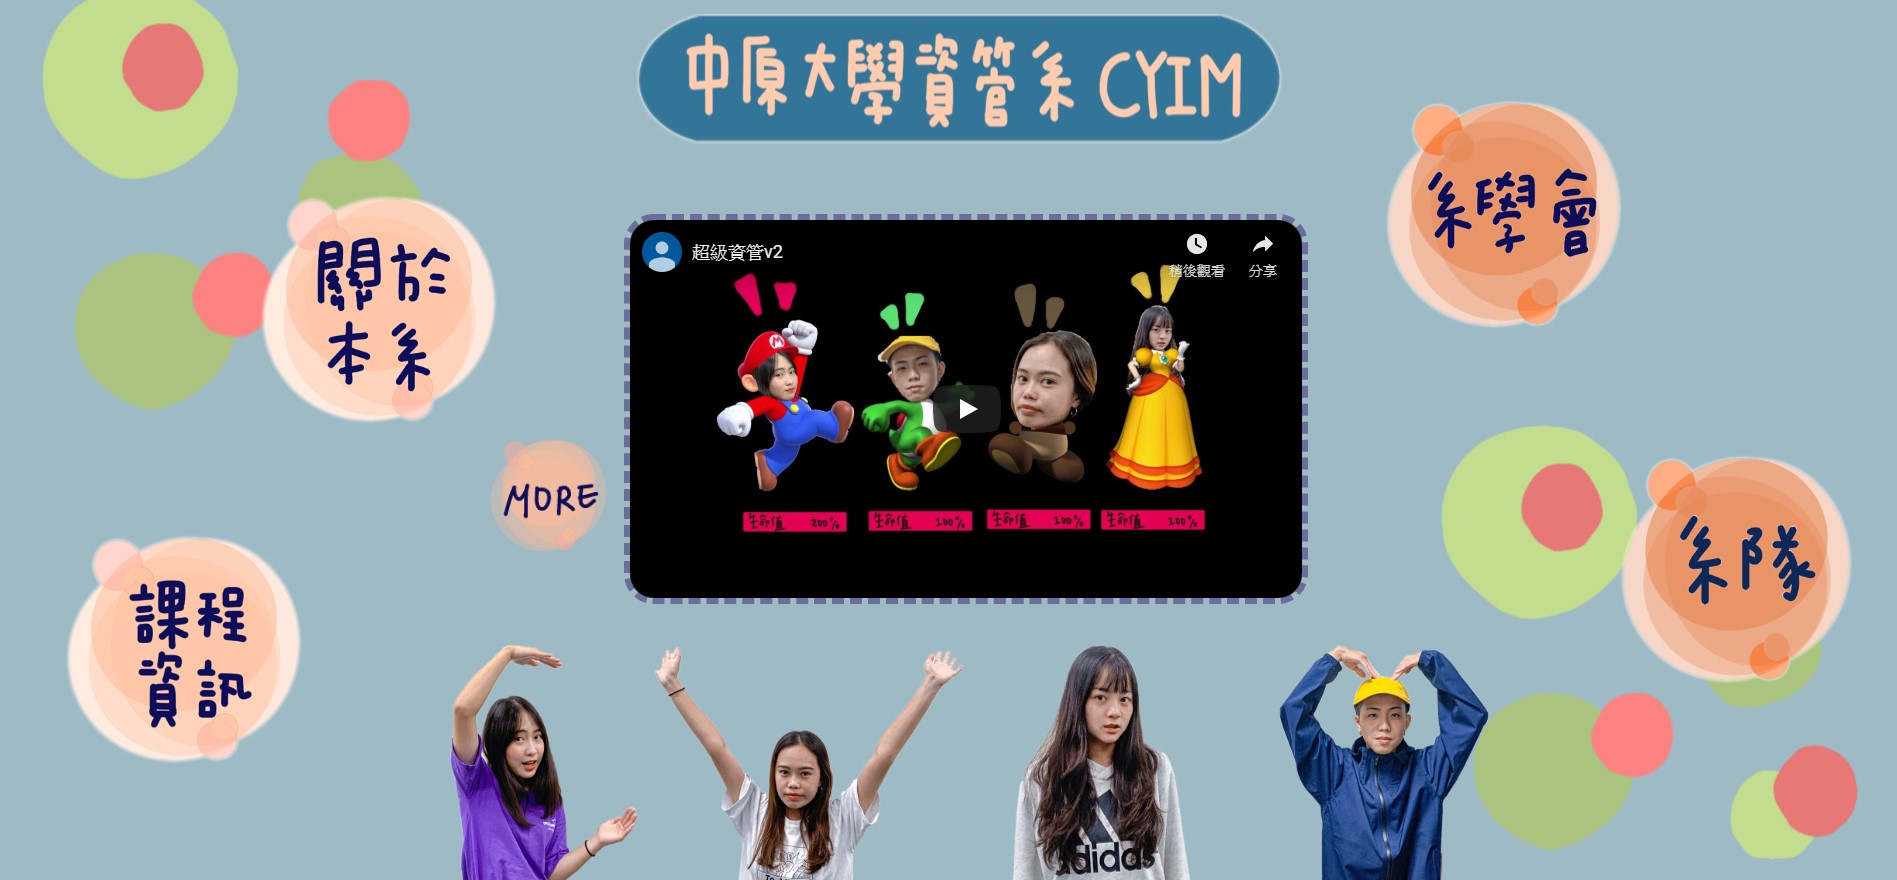 中原大學資管系 CYIM
系學會
關於
本系
超級資管v2
稍後觀看
分享
M
MORE
生命值 200%
生命值 100%
生命值 100%
生命值 100%
系隊
課程
資訊
adidas